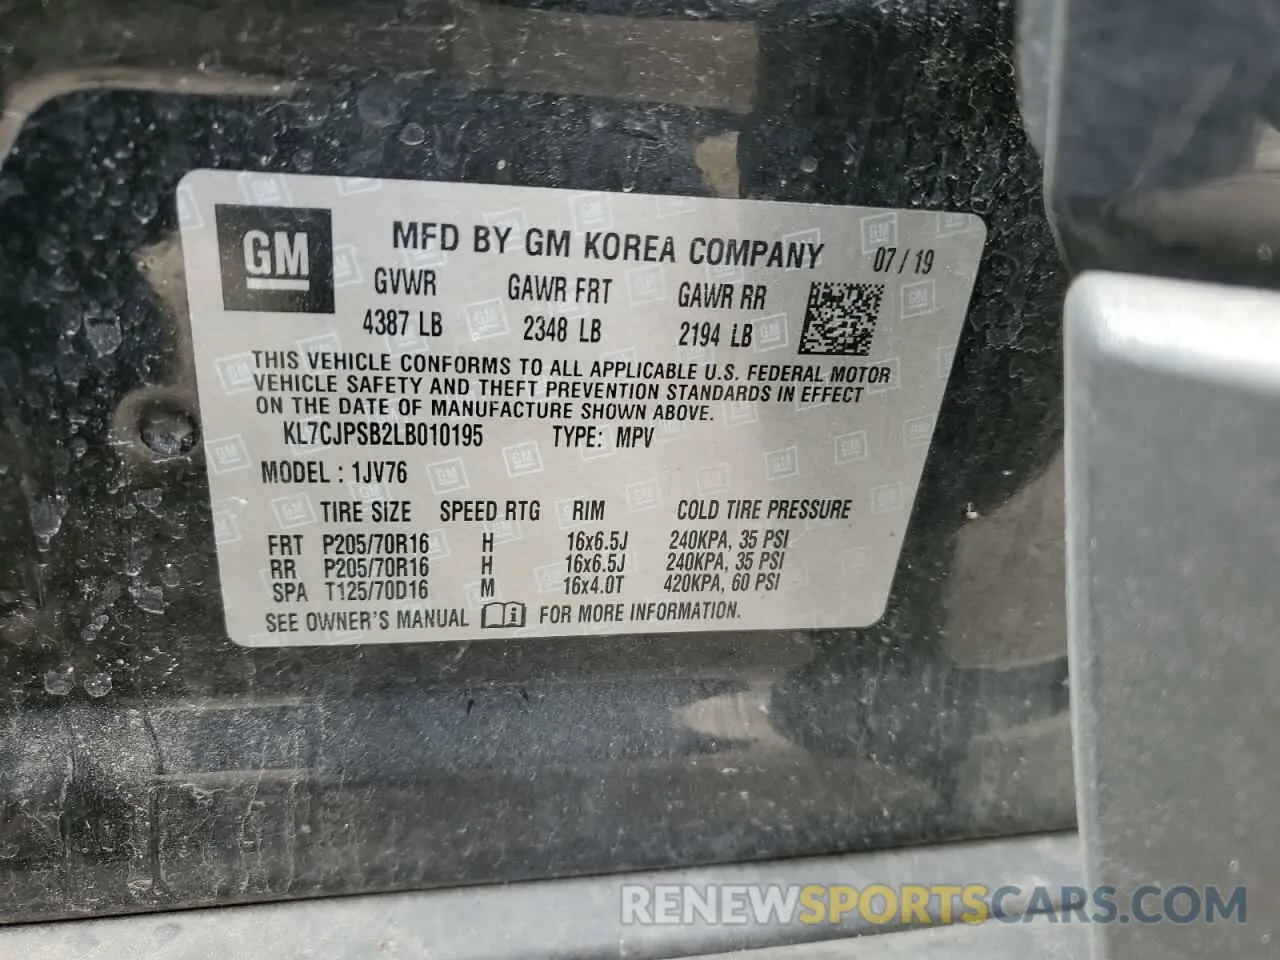 GM MFD BY GM KOREA COMPANY 07/19
GVWR GAWR FRT GAWR RR
4387 LB 2348 LB 2194 LB
THIS VEHICLE CONFORMS TO ALL APPLICABLE U.S. FEDERAL MOTOR
VEHICLE SAFETY AND THEFT PREVENTION STANDARDS IN EFFECT
ON THE DATE OF MANUFACTURE SHOWN ABOVE.
KL7CJPSB2LB010195 TYPE: MPV
MODEL : 1JV76
TIRE SIZE SPEED RTG RIM COLD TIRE PRESSURE
FRT P205/70R16 H 16x6.5J 240KPA, 35 PSI
RR P205/70R16 H 16x6.5J 240KPA, 35 PSI
SPA T125/70D16 M 16x4.0T 420KPA, 60 PSI
SEE OWNER'S MANUAL FOR MORE INFORMATION.
RENEWSPORTSCARS.COM